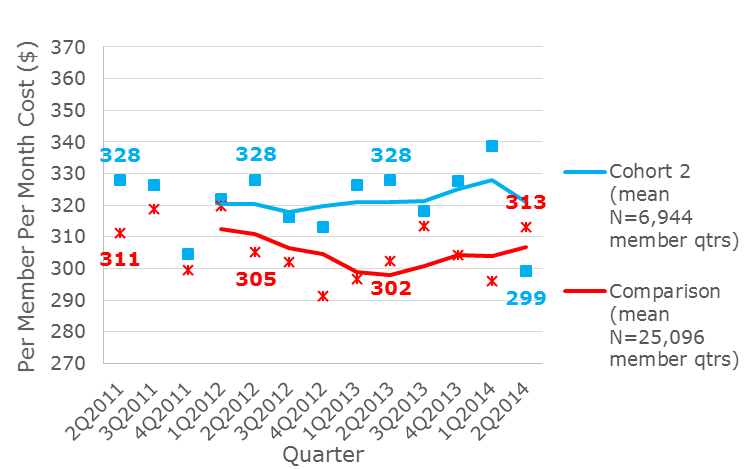 Per Member Per Month Cost ($)
370
360
350
340
330
320
310
300
290
280
270
328
328
328
299
311
305
302
313
2Q2011
3Q2011
4Q2011
1Q2012
2Q2012
3Q2012
4Q2012
1Q2013
2Q2013
3Q2013
4Q2013
1Q2014
2Q2014
Quarter
Cohort 2
(mean
N=6,944
member qtrs)
Comparison
(mean
N=25,096
member qtrs)